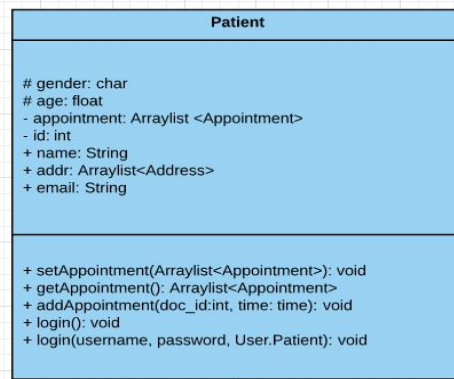 Patient
# gender: char
# age: float
- appointment: Arraylist <Appointment>
- id: int
+ name: String
+ addr: Arraylist<Address>
+ email: String
+ setAppointment(Arraylist<Appointment>): void
+ getAppointment(): Arraylist<Appointment>
+ addAppointment(doc_id:int, time: time): void
+ login(): void
+ login(username, password, User.Patient): void